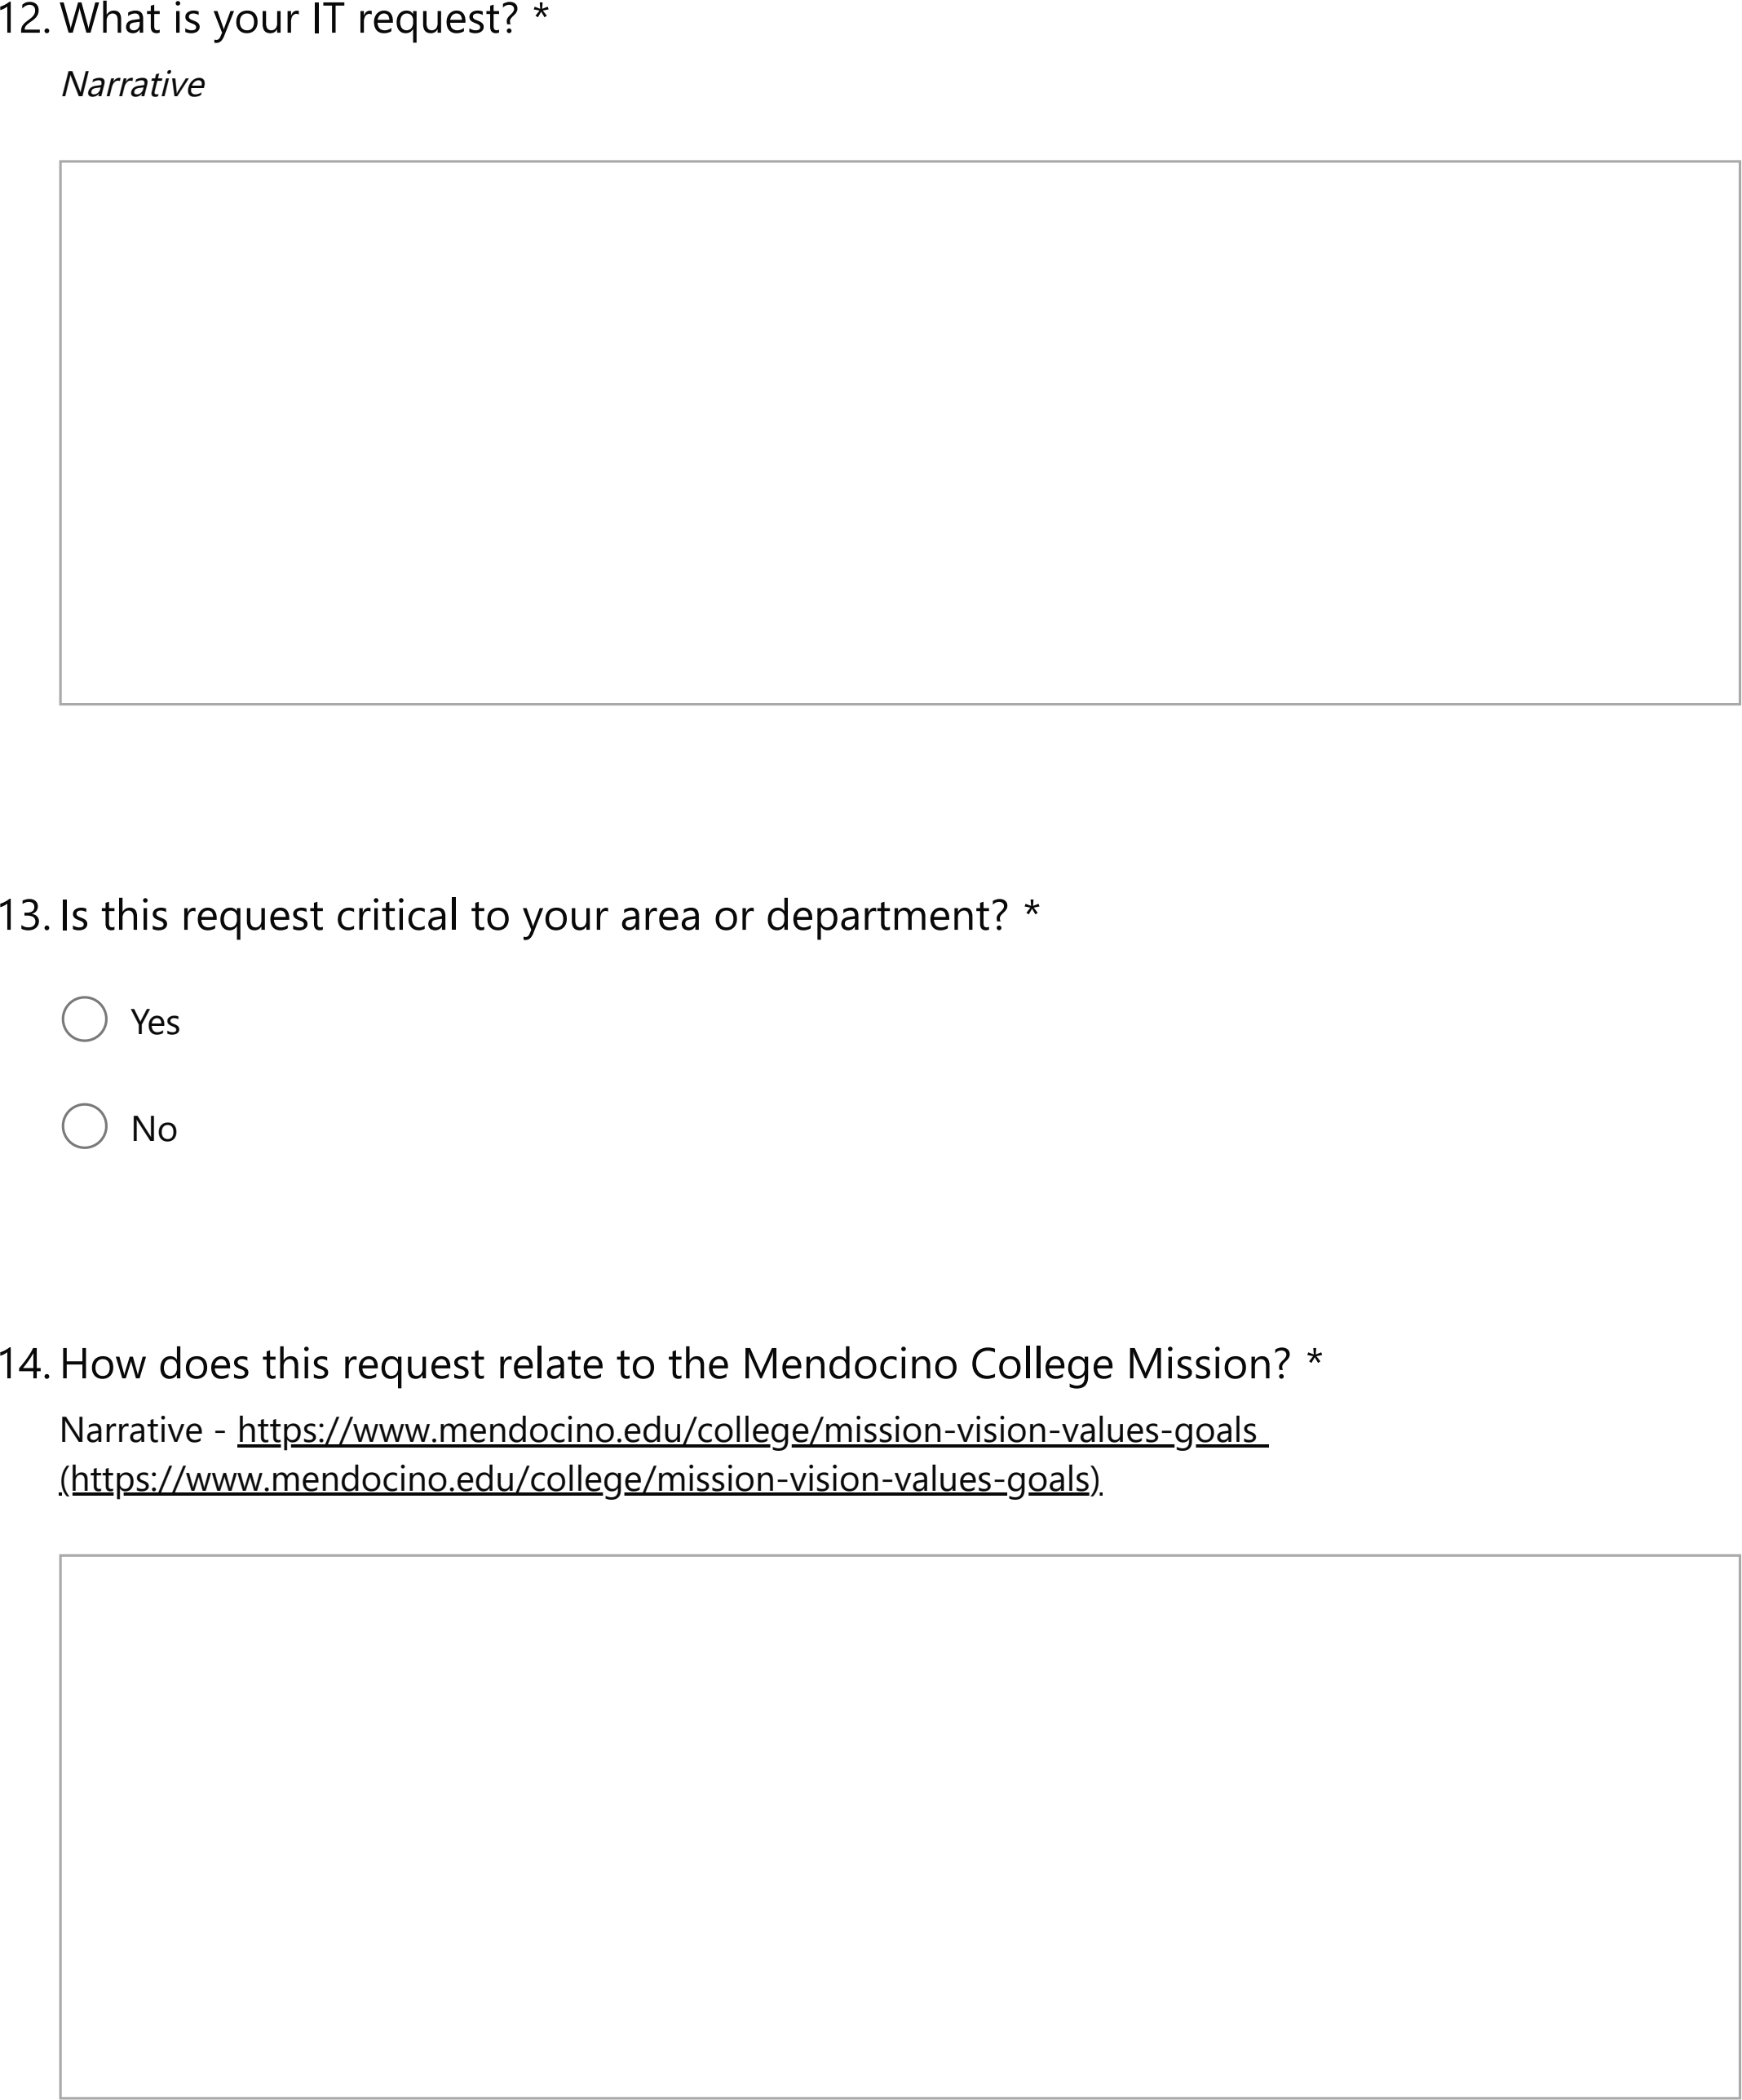 12. What is your IT request? *
Narrative
13. Is this request critical to your area or department? *
Yes
No
14. How does this request relate to the Mendocino College Mission? *
Narrative - https://www.mendocino.edu/college/mission-vision-values-goals
(https://www.mendocino.edu/college/mission-vision-values-goals)